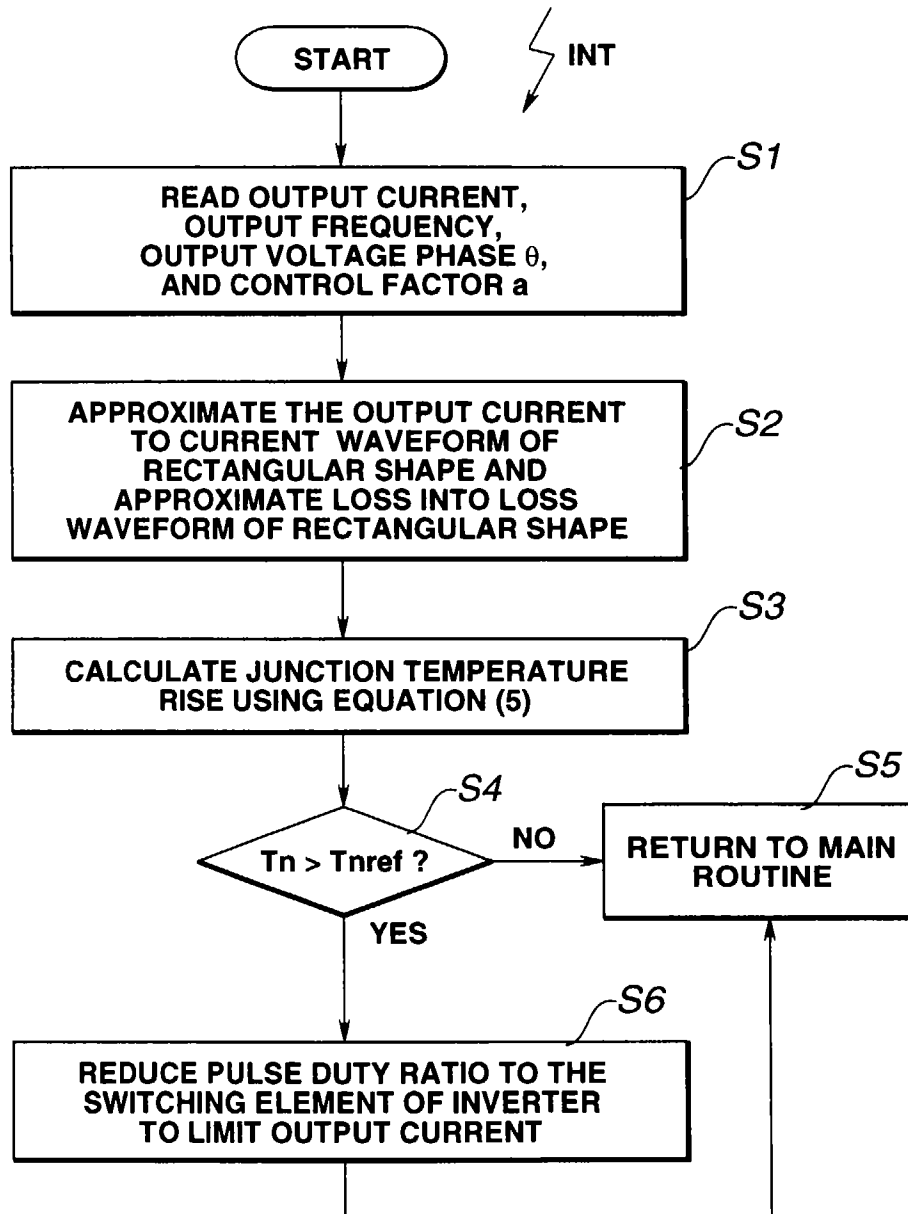 START
INT
S1
READ OUTPUT CURRENT,
OUTPUT FREQUENCY,
OUTPUT VOLTAGE PHASE θ,
AND CONTROL FACTOR a
S2
APPROXIMATE THE OUTPUT CURRENT
TO CURRENT WAVEFORM OF
RECTANGULAR SHAPE AND
APPROXIMATE LOSS INTO LOSS
WAVEFORM OF RECTANGULAR SHAPE
S3
CALCULATE JUNCTION TEMPERATURE
RISE USING EQUATION (5)
S4
Tn > Tnref ?
NO
YES
S5
RETURN TO MAIN
ROUTINE
S6
REDUCE PULSE DUTY RATIO TO THE
SWITCHING ELEMENT OF INVERTER
TO LIMIT OUTPUT CURRENT